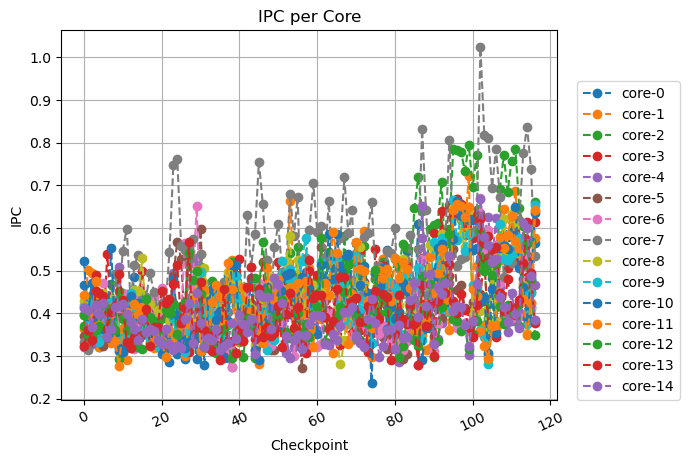 IPC per Core
1.0
0.9
0.8
0.7
0.6
0.5
0.4
0.3
0.2
IPC
0 20 40 60 80 100 120
Checkpoint
core-0
core-1
core-2
core-3
core-4
core-5
core-6
core-7
core-8
core-9
core-10
core-11
core-12
core-13
core-14